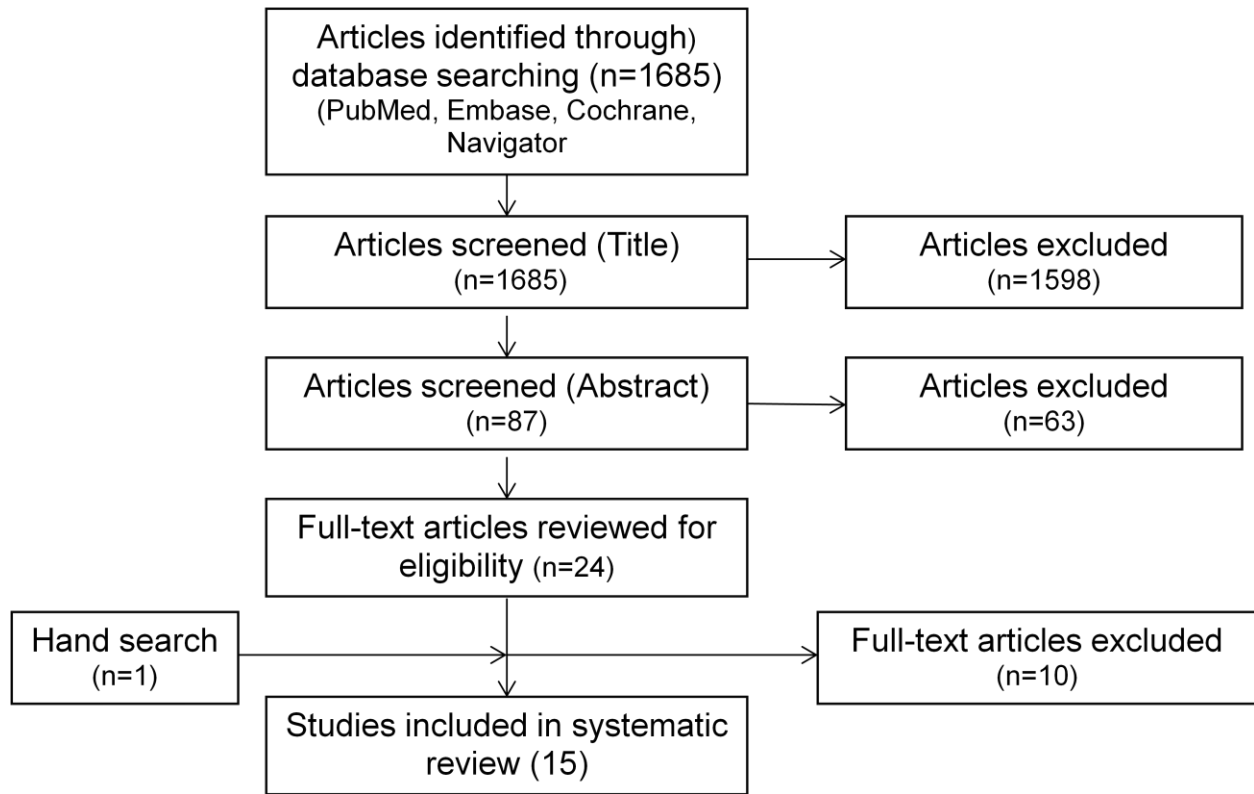 Articles identified through)
database searching (n=1685)
(PubMed, Embase, Cochrane,
Navigator
Articles screened (Title)
(n=1685)
Articles excluded
(n=1598)
Articles screened (Abstract)
(n=87)
Articles excluded
(n=63)
Full-text articles reviewed for
eligibility (n=24)
Hand search
(n=1)
Full-text articles excluded
(n=10)
Studies included in systematic
review (15)